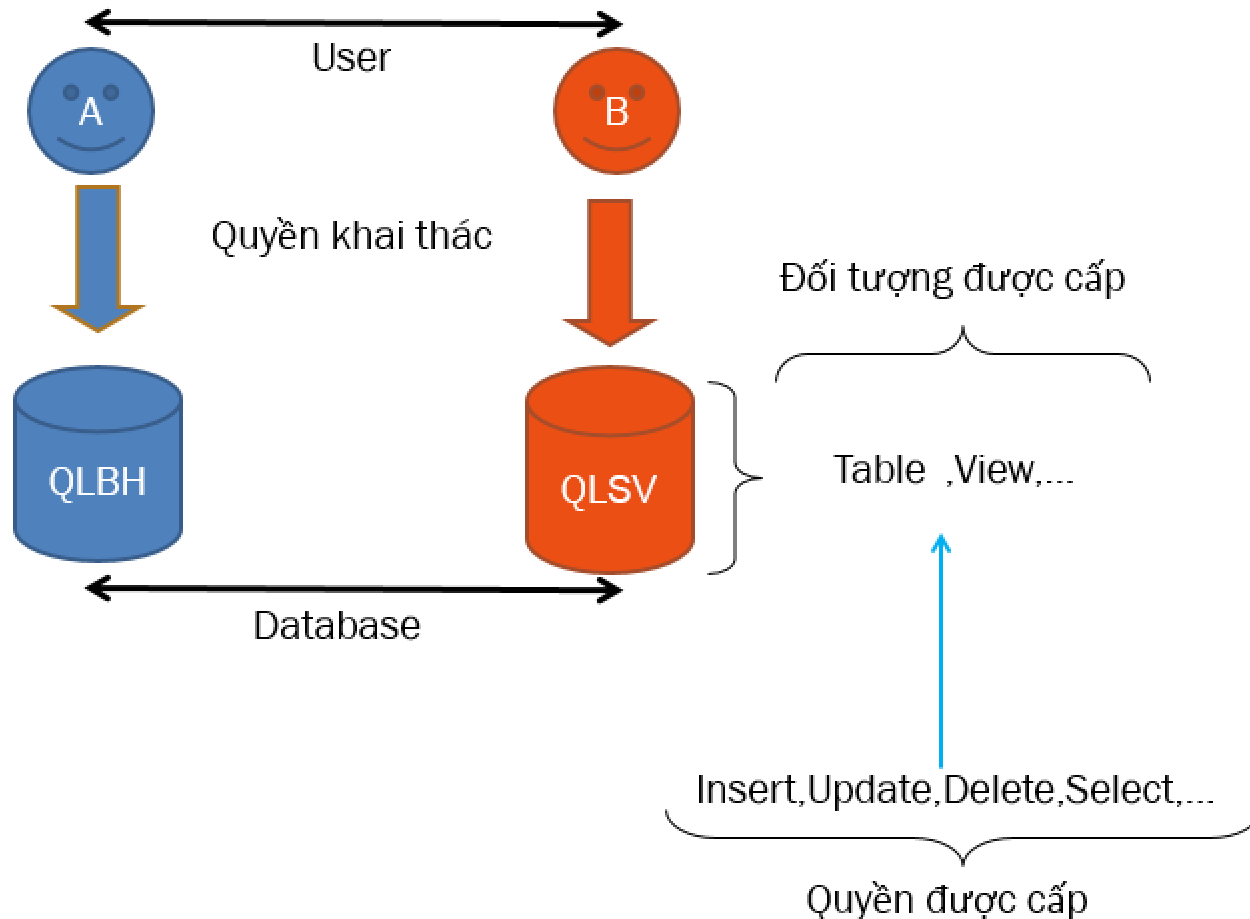 User
A
B
Quyền khai thác
Đối tượng được cấp
QLBH
QLSV
Table ,View,...
Database
Insert,Update,Delete,Select,...
Quyền được cấp